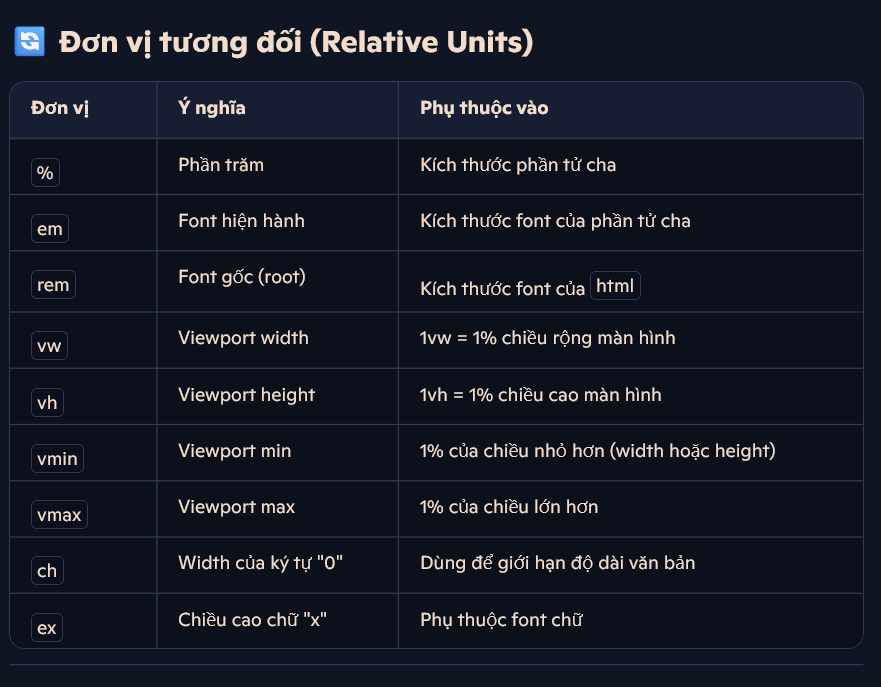 Đơn vị tương đối (Relative Units)
Đơn vị Ý nghĩa Phụ thuộc vào
% Phần trăm Kích thước phần tử cha
em Font hiện hành Kích thước font của phần tử cha
rem Font gốc (root) Kích thước font của html
vw Viewport width 1vw = 1% chiều rộng màn hình
vh Viewport height 1vh = 1% chiều cao màn hình
vmin Viewport min 1% của chiều nhỏ hơn (width hoặc height)
vmax Viewport max 1% của chiều lớn hơn
ch Width của ký tự "0" Dùng để giới hạn độ dài văn bản
ex Chiều cao chữ "x" Phụ thuộc font chữ